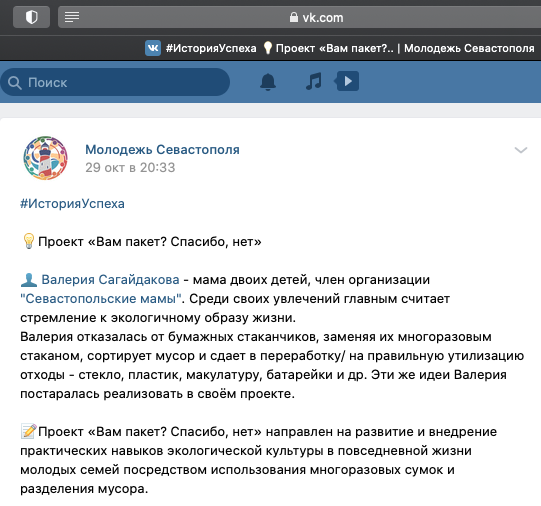 vk.com
#ИсторияУспеха 💡Проект «Вам пакет?.. | Молодежь Севастополя
Поиск
Молодежь Севастополя
29 окт в 20:33
#ИсторияУспеха
💡Проект «Вам пакет? Спасибо, нет»
👤 Валерия Сагайдакова - мама двоих детей, член организации
"Севастопольские мамы". Среди своих увлечений главным считает
стремление к экологичному образу жизни.
Валерия отказалась от бумажных стаканчиков, заменяя их многоразовым
стаканом, сортирует мусор и сдает в переработку/ на правильную утилизацию
отходы - стекло, пластик, макулатуру, батарейки и др. Эти же идеи Валерия
постаралась реализовать в своём проекте.
📝Проект «Вам пакет? Спасибо, нет» направлен на развитие и внедрение
практических навыков экологической культуры в повседневной жизни
молодых семей посредством использования многоразовых сумок и
разделения мусора.